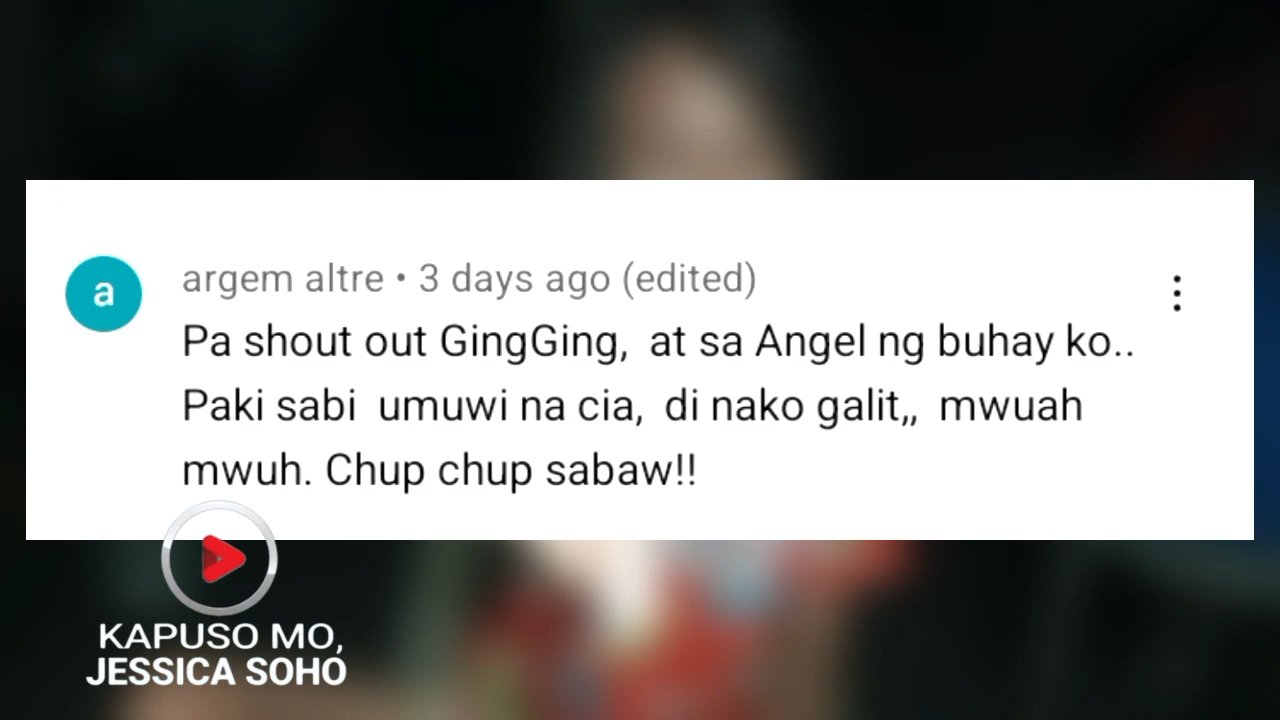 a
argem altre • 3 days ago (edited)
Pa shout out GingGing, at sa Angel ng buhay ko..
Paki sabi umuwi na cia, di nako galit,, mwuah
mwuh. Chup chup sabaw!!
KAPUSO MO,
JESSICA SOHO